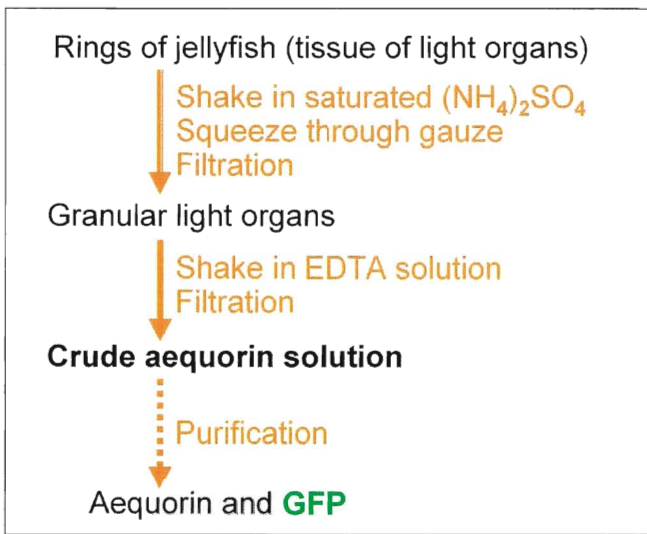 Rings of jellyfish (tissue of light organs)
Shake in saturated (NH₄)₂SO₄
Squeeze through gauze
Filtration
Granular light organs
Shake in EDTA solution
Filtration
Crude aequorin solution
Purification
Aequorin and GFP